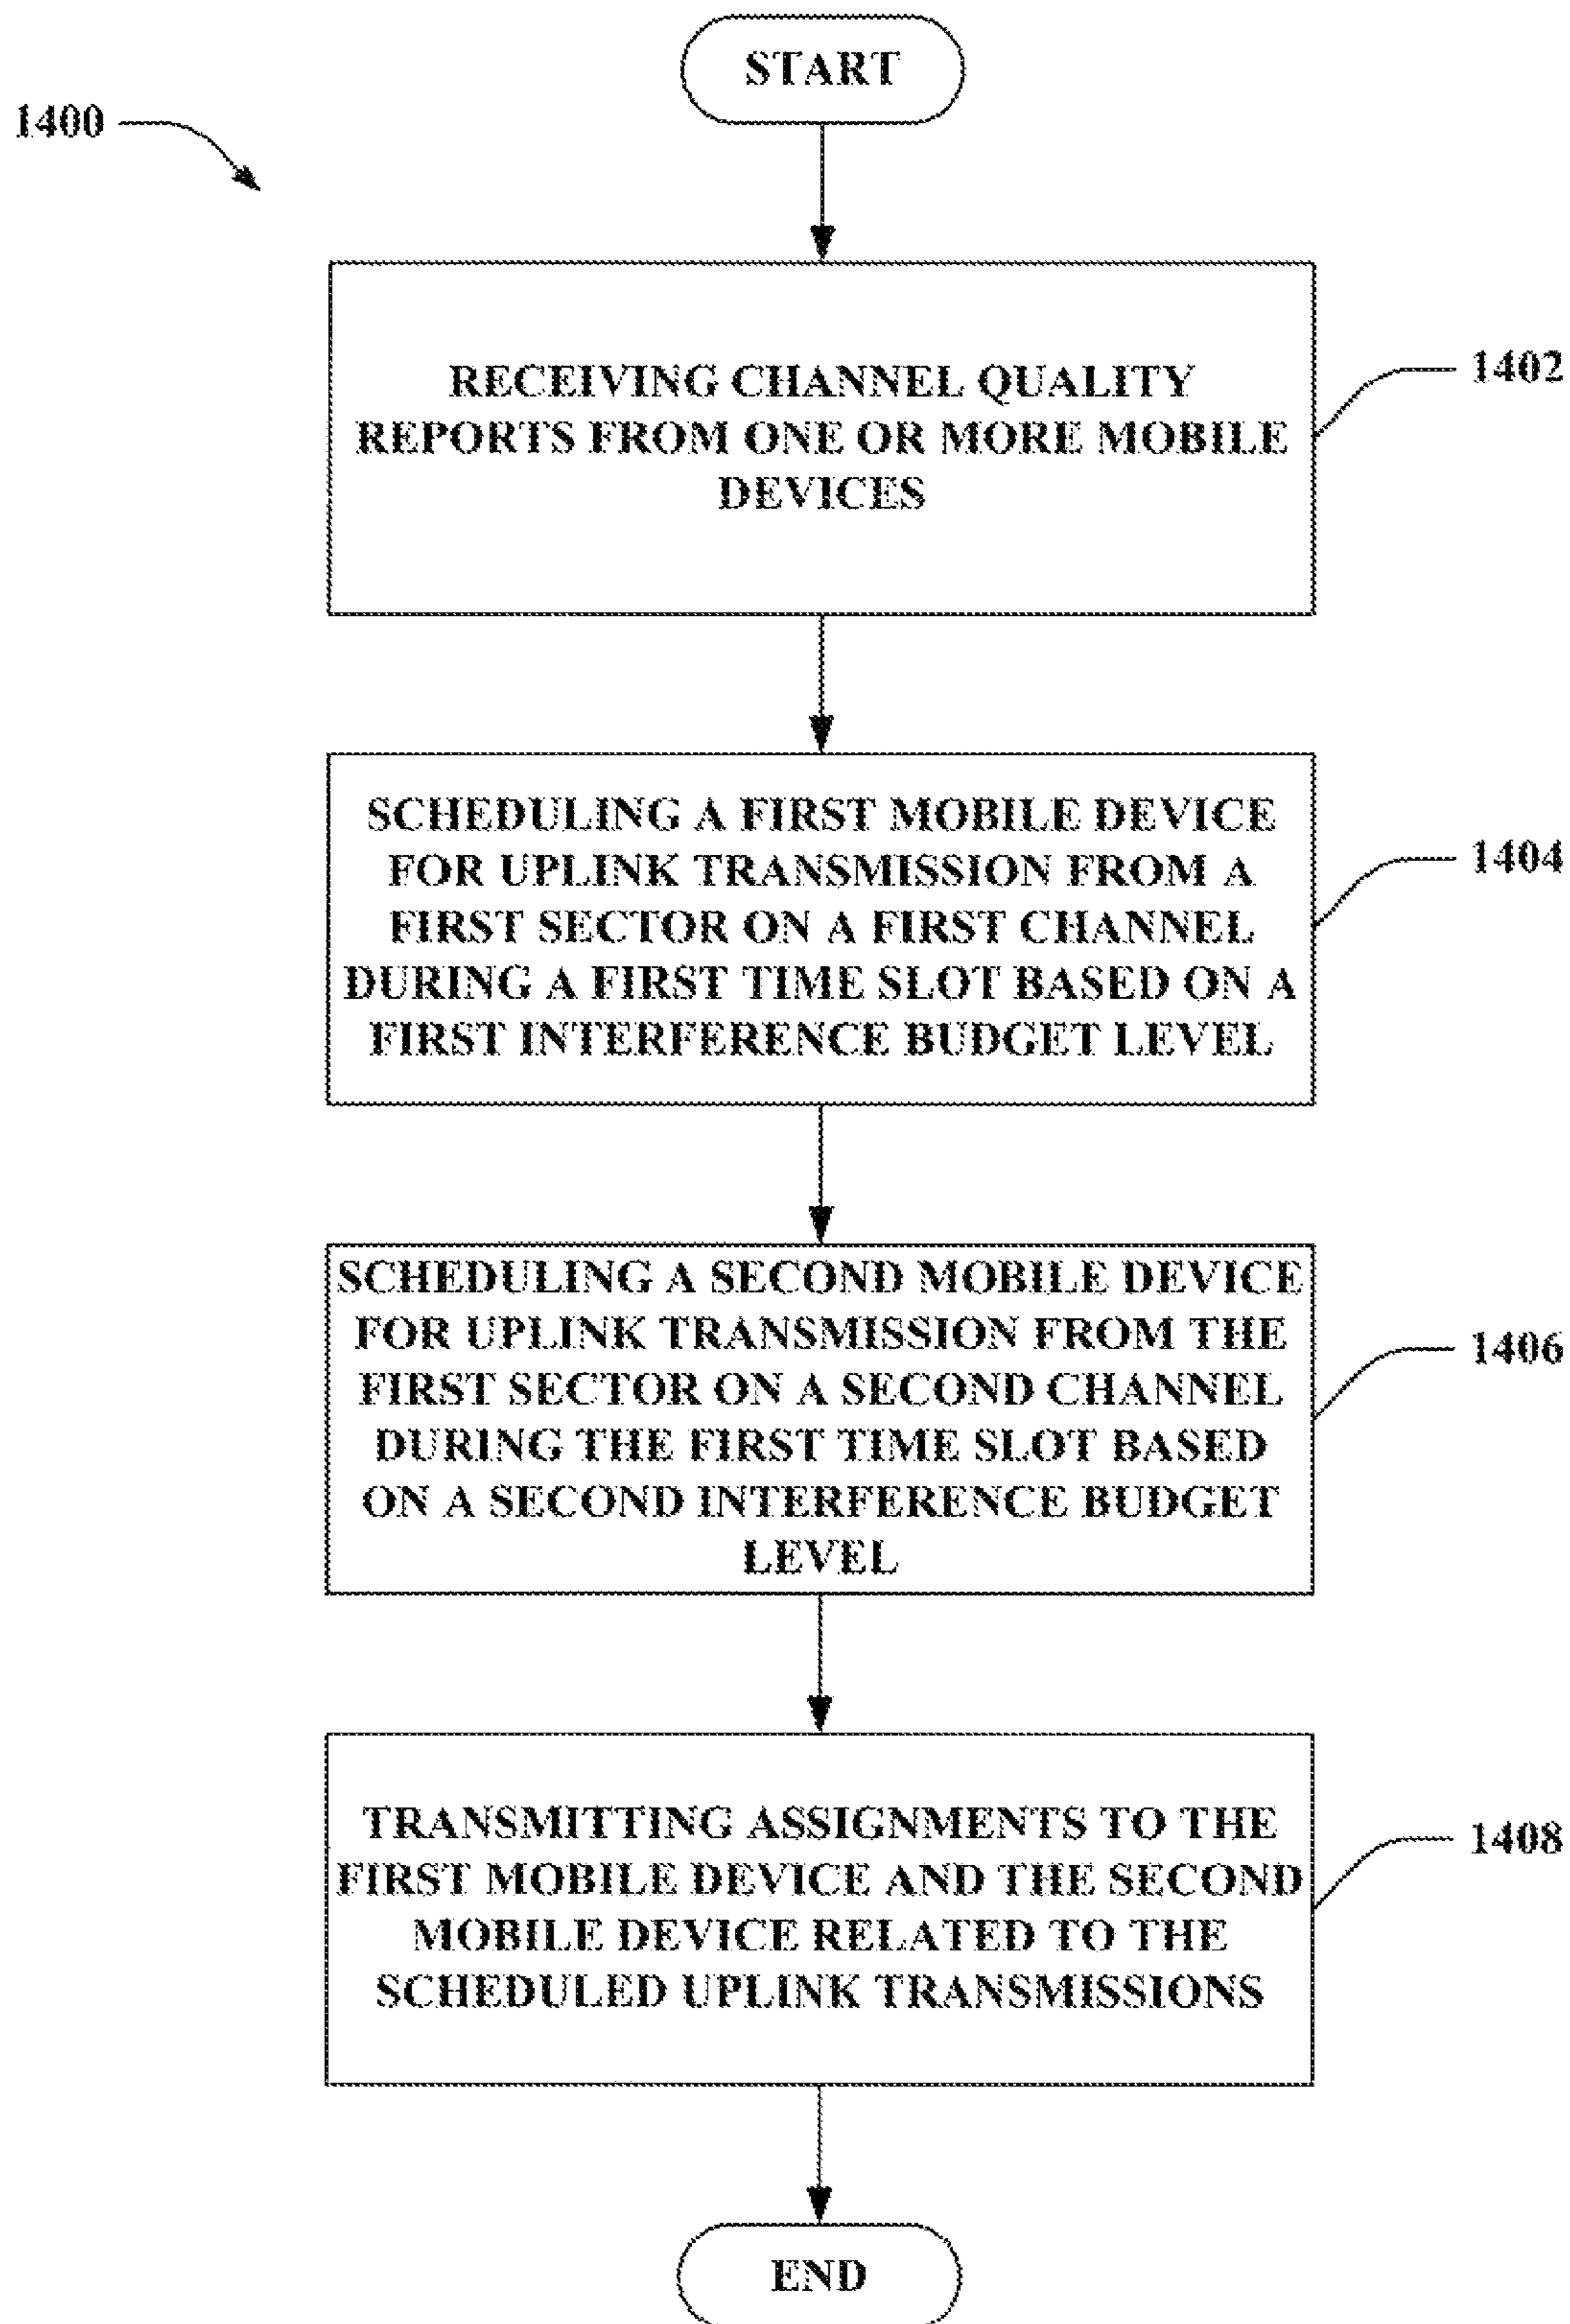 START
1400
RECEIVING CHANNEL QUALITY
REPORTS FROM ONE OR MORE MOBILE
DEVICES
1402
SCHEDULING A FIRST MOBILE DEVICE
FOR UPLINK TRANSMISSION FROM A
FIRST SECTOR ON A FIRST CHANNEL
DURING A FIRST TIME SLOT BASED ON A
FIRST INTERFERENCE BUDGET LEVEL
1404
SCHEDULING A SECOND MOBILE DEVICE
FOR UPLINK TRANSMISSION FROM THE
FIRST SECTOR ON A SECOND CHANNEL
DURING THE FIRST TIME SLOT BASED
ON A SECOND INTERFERENCE BUDGET
LEVEL
1406
TRANSMITTING ASSIGNMENTS TO THE
FIRST MOBILE DEVICE AND THE SECOND
MOBILE DEVICE RELATED TO THE
SCHEDULED UPLINK TRANSMISSIONS
1408
END